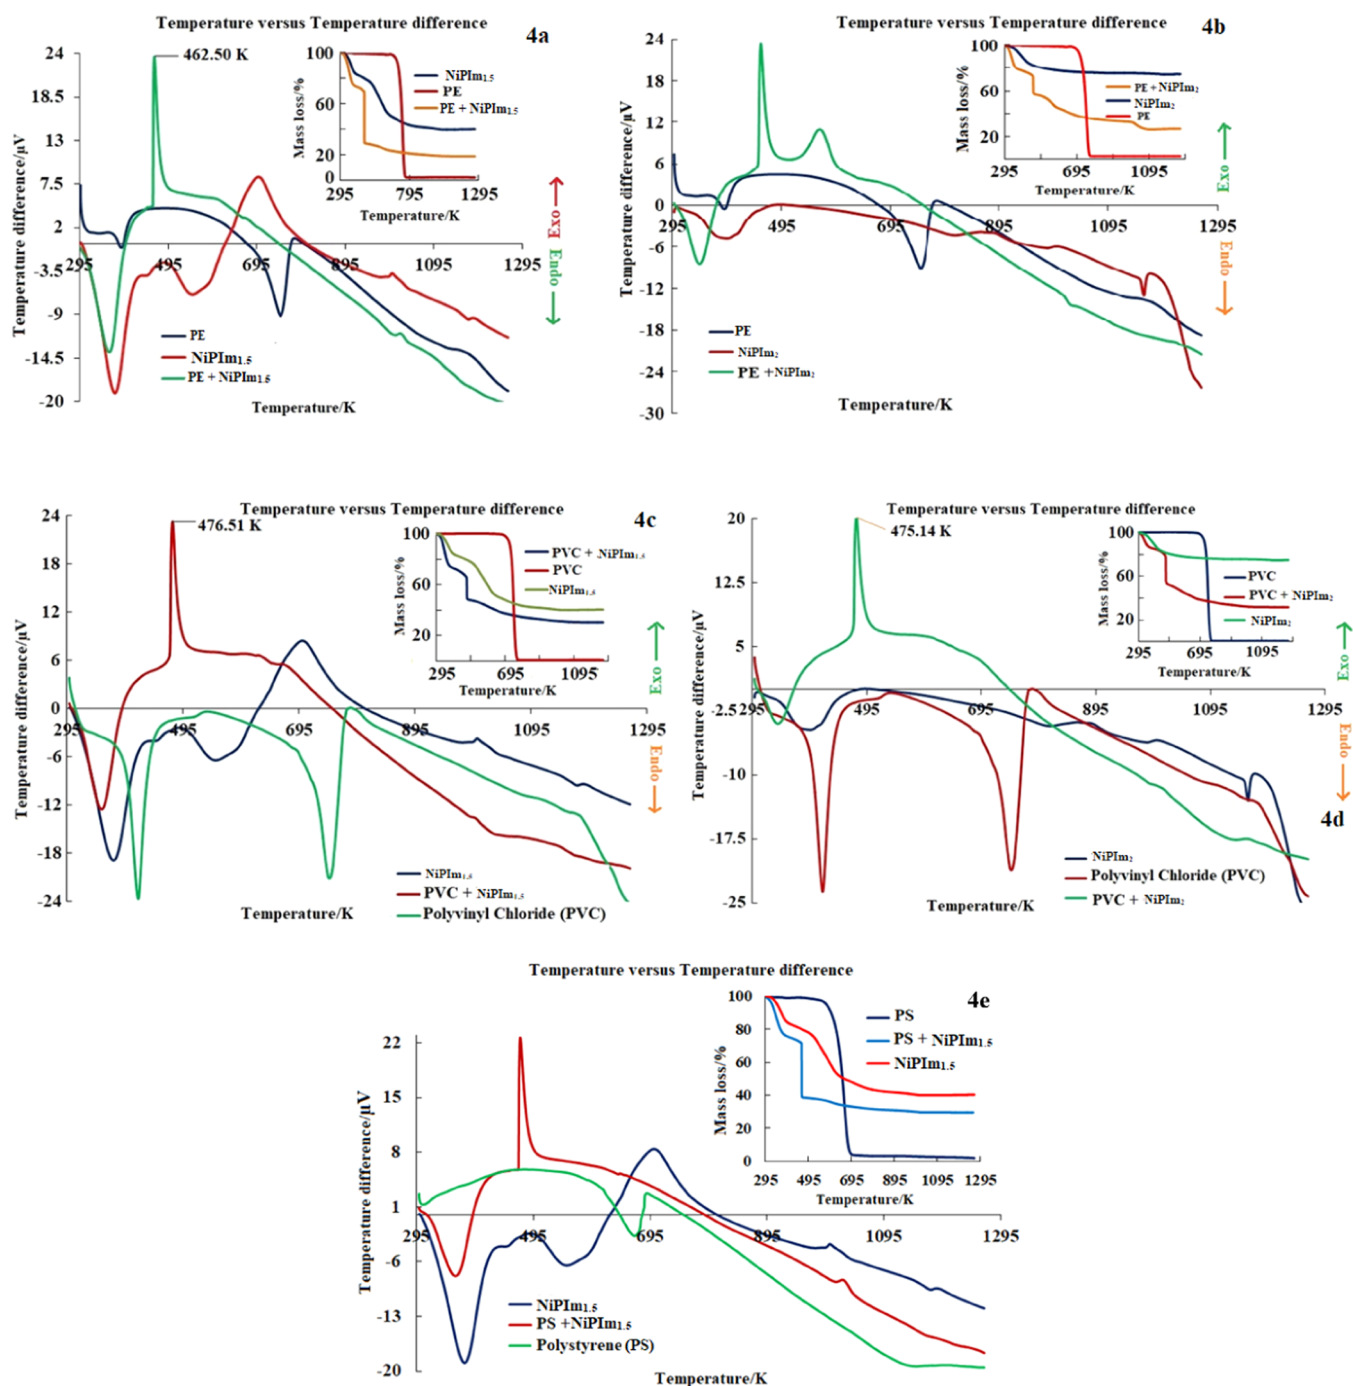 Temperature versus Temperature difference
4a
24
18.5
13
7.5
2
-3.5
-9
-14.5
-20
Temperature difference/µV
462.50 K
295
495
695
895
1095
1295
Temperature/K
PE
NiPIm1.5
PE + NiPIm1.5
100
60
20
0
Mass loss/%
295
795
1295
Temperature/K
NiPIm1.5
PE
PE + NiPIm1.5
Exo
Endo
Temperature versus Temperature difference
4b
24
18
12
6
0
-6
-12
-18
-24
-30
Temperature difference/µV
295
495
695
895
1095
1295
Temperature/K
PE
NiPIm2
PE +NiPIm2
100
60
20
Mass loss/%
295
695
1095
Temperature/K
PE + NiPIm2
NiPIm2
PE
Exo
Endo
Temperature versus Temperature difference
4c
24
18
12
6
0
-6
-12
-18
-24
Temperature difference/µV
476.51 K
295
495
695
895
1095
1295
Temperature/K
NiPIm1.5
PVC + NiPIm1.5
Polyvinyl Chloride (PVC)
100
60
20
Mass loss/%
295
695
1095
Temperature/K
PVC + NiPIm1.5
PVC
NiPIm1.5
Exo
Endo
Temperature versus Temperature difference
4d
20
12.5
5
-2.5
-10
-17.5
-25
Temperature difference/µV
475.14 K
295
495
695
895
1095
1295
Temperature/K
NiPIm2
Polyvinyl Chloride (PVC)
PVC + NiPIm2
100
60
20
Mass loss/%
295
695
1095
Temperature/K
PVC
PVC + NiPIm2
NiPIm2
Exo
Endo
Temperature versus Temperature difference
4e
22
15
8
1
-6
-13
-20
Temperature difference/µV
295
495
695
895
1095
1295
Temperature/K
NiPIm1.5
PS +NiPIm1.5
Polystyrene (PS)
100
80
60
40
20
0
Mass loss/%
295
495
695
895
1095
1295
Temperature/K
PS
PS + NiPIm1.5
NiPIm1.5